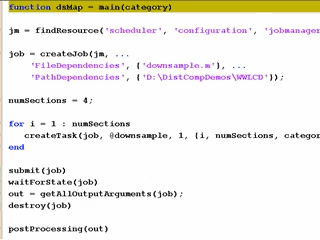 function dsMap = main(category)
jm = findResource('scheduler', 'configuration', 'jobmanager
job = createJob(jm, ...
'FileDependencies', {'downsample.m'}, ...
'PathDependencies', {'D:\DistCompDemos\WWLCD'});
numSections = 4;
for i = 1 : numSections
createTask(job, @downsample, 1, {i, numSections, categor
end
submit(job)
waitForState(job)
out = getAllOutputArguments(job);
destroy(job)
postProcessing(out)